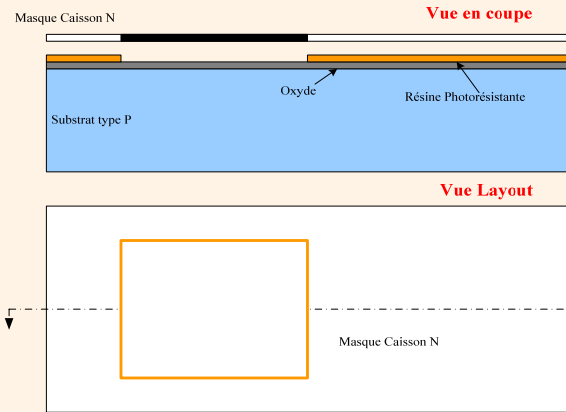 Masque Caisson N
Vue en coupe
Oxyde
Résine Photorésistante
Substrat type P
Vue Layout
Masque Caisson N